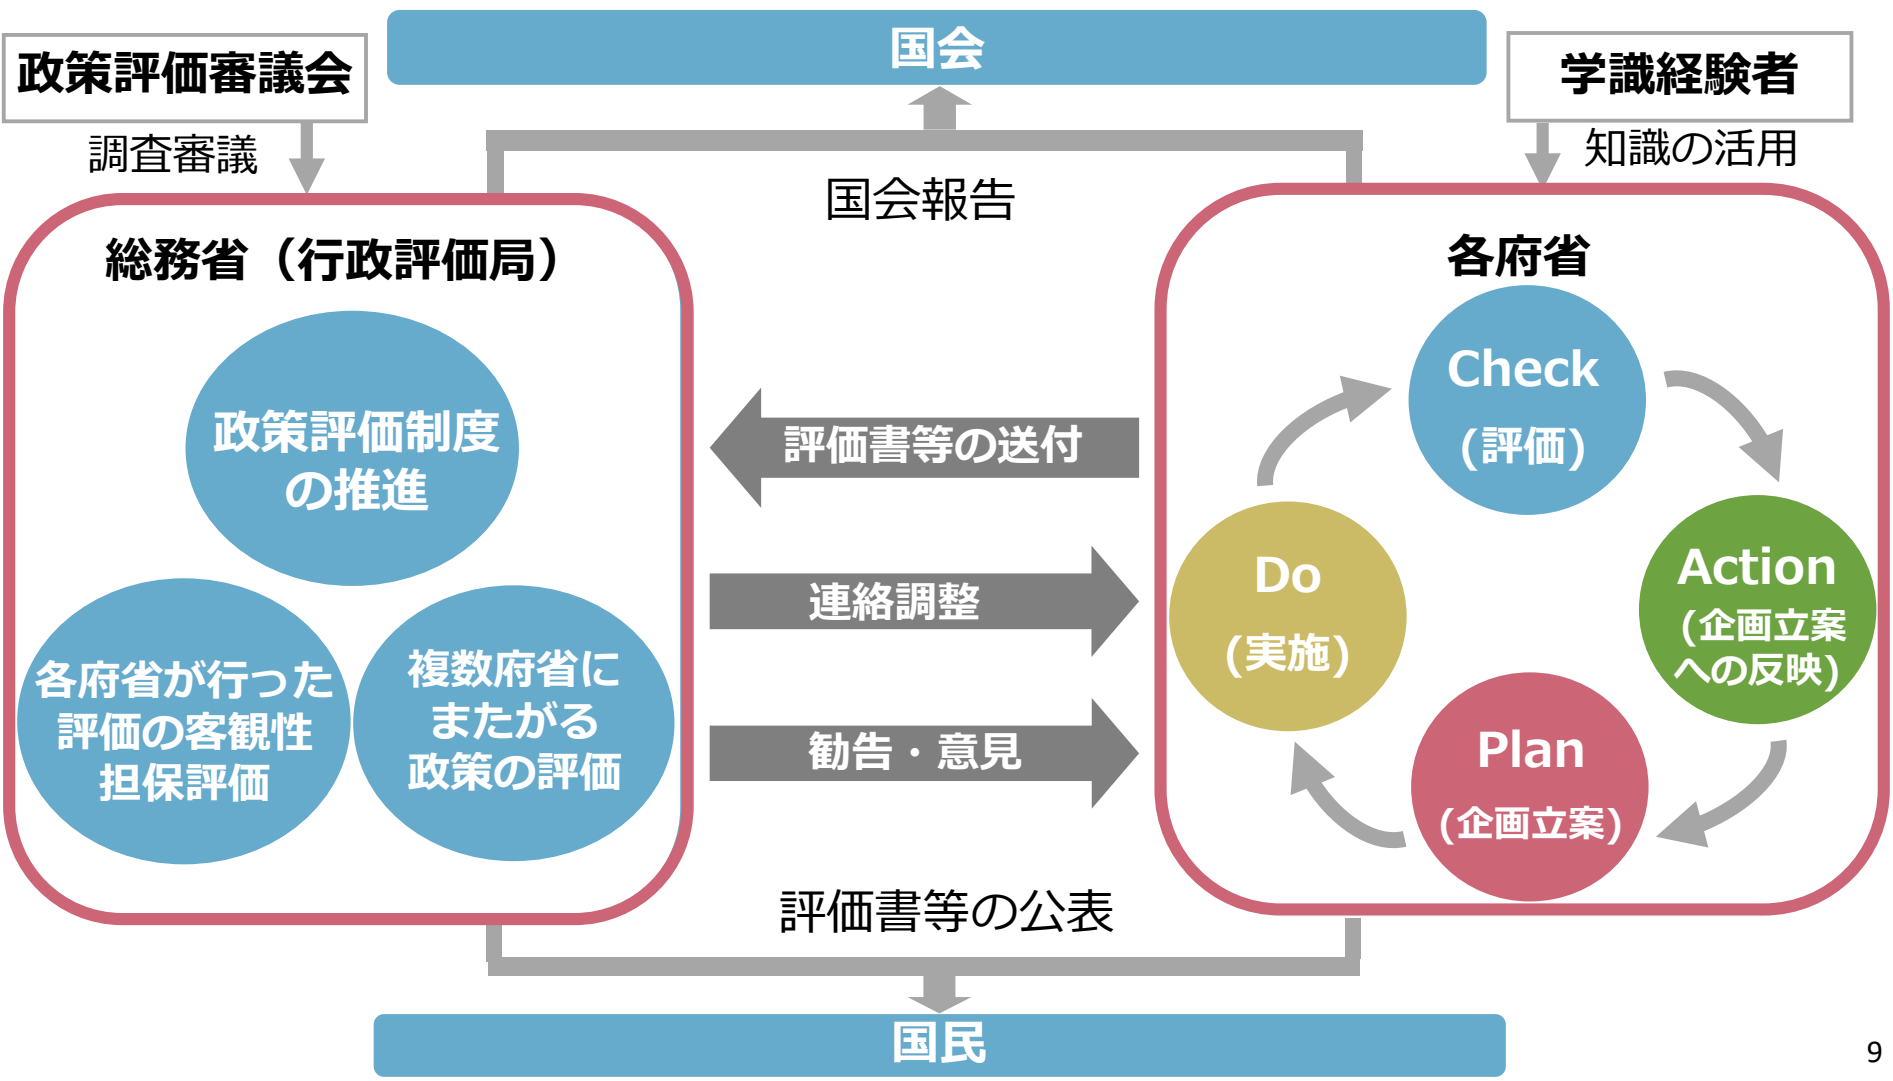 国会
政策評価審議会
学識経験者
調査審議
知識の活用
国会報告
総務省（行政評価局）
各府省
政策評価制度
の推進
各府省が行った
評価の客観性
担保評価
複数府省に
またがる
政策の評価
評価書等の送付
連絡調整
勧告・意見
Check
(評価)
Action
(企画立案
への反映)
Do
(実施)
Plan
(企画立案)
評価書等の公表
国民
9